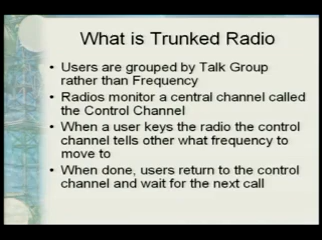 What is Trunked Radio
• Users are grouped by Talk Group
rather than Frequency
• Radios monitor a central channel called
the Control Channel
• When a user keys the radio the control
channel tells other what frequency to
move to
• When done, users return to the control
channel and wait for the next call